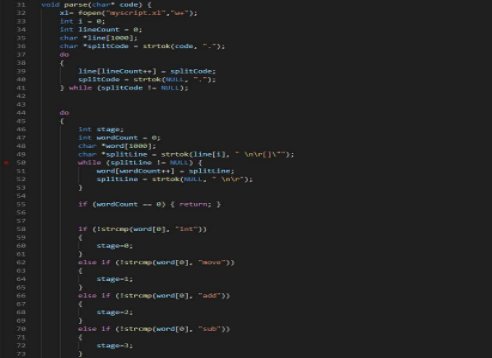 31 void parse(char* code) {
32 xl= fopen("myscript.xl","w+");
33 int i = 0;
34 int lineCount = 0;
35 char *line[1000];
36 char *splitCode = strtok(code, ".");
37 do
38 {
39 line[lineCount++] = splitCode;
40 splitCode = strtok(NULL, ".");
41 } while (splitCode != NULL);
42
43
44 do
45 {
46 int stage;
47 int wordCount = 0;
48 char *word[1000];
49 char *splitLine = strtok(line[i], " \n\r[]\"");
50 while (splitLine != NULL) {
51 word[wordCount++] = splitLine;
52 splitLine = strtok(NULL, " \n\r");
53 }
54
55 if (wordCount == 0) { return; }
56
57
58 if (!strcmp(word[0], "int"))
59 {
60 stage=0;
61 }
62 else if (!strcmp(word[0], "move"))
63 {
64 stage=1;
65 }
66 else if (!strcmp(word[0], "add"))
67 {
68 stage=2;
69 }
70 else if (!strcmp(word[0], "sub"))
71 {
72 stage=3;
73 }